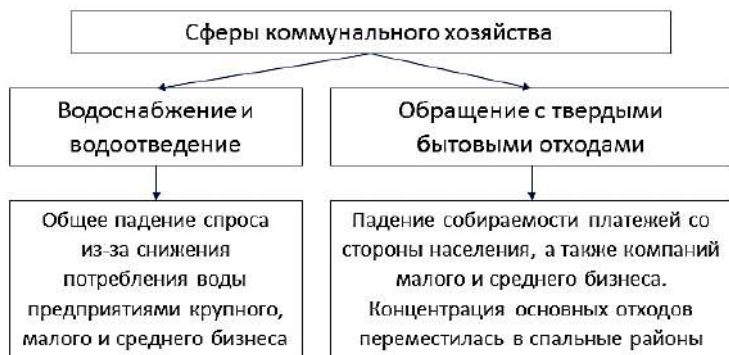 Сферы коммунального хозяйства
Водоснабжение и
водоотведение
Обращение с твердыми
бытовыми отходами
Общее падение спроса
из-за снижения
потребления воды
предприятиями крупного,
малого и среднего бизнеса
Падение собираемости платежей со
стороны населения, а также компаний
малого и среднего бизнеса.
Концентрация основных отходов
переместилась в спальные районы